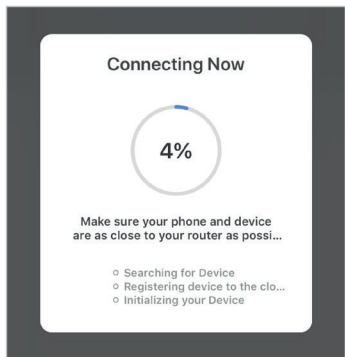 Connecting Now
4%
Make sure your phone and device
are as close to your router as possi...
Searching for Device
Registering device to the clo...
Initializing your Device